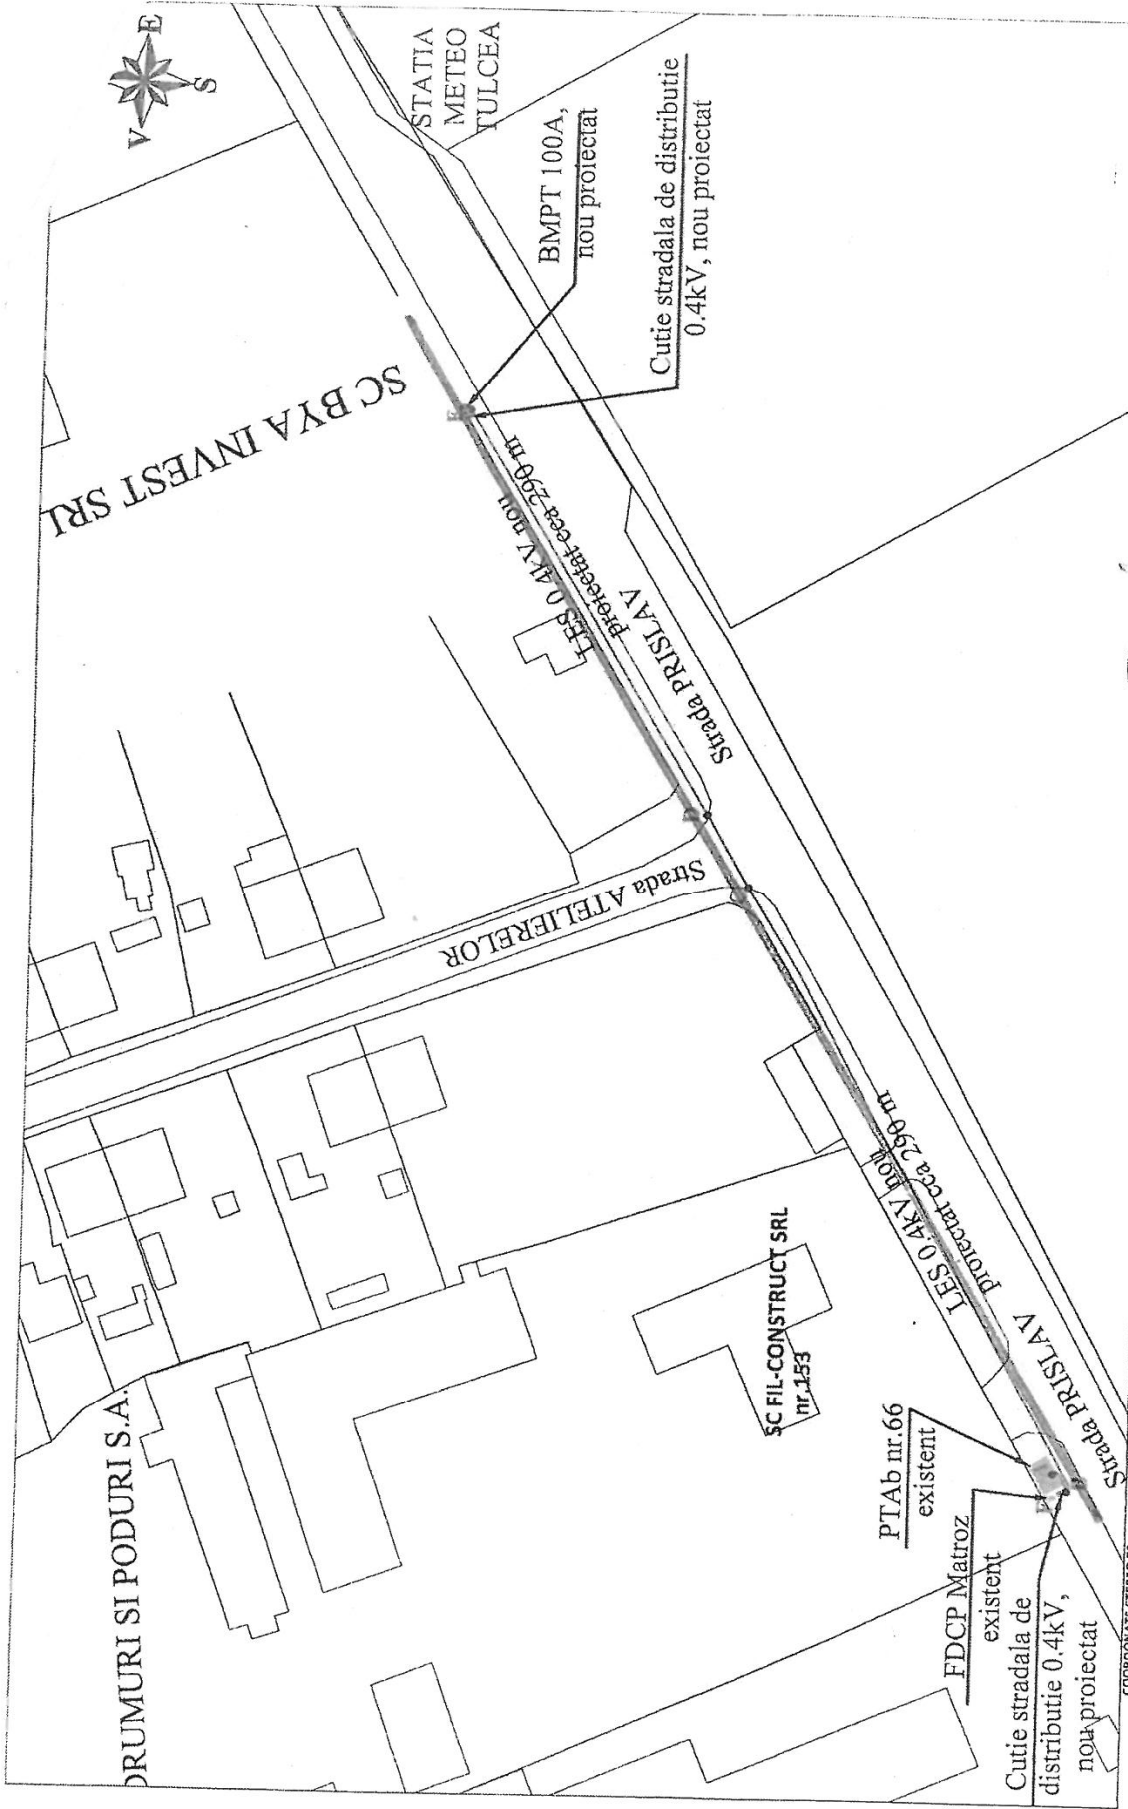 E
S
V
STATIA
METEO
TULCEA
BMPT 100A,
nou proiectat
Cutie stradala de distributie
0.4kV, nou proiectat
SC BYA INVEST SRL
LES 0.4kV nou
proiectat cca 290 m
Strada PRISLAV
Strada ATELIERELOR
LES 0.4kV nou
proiectat cca 290 m
Strada PRISLAV
SC FIL-CONSTRUCT SRL
nr.153
DRUMURI SI PODURI S.A.
PTAb nr.66
existent
FDCP Matroz
existent
Cutie stradala de
distributie 0.4kV,
nou proiectat